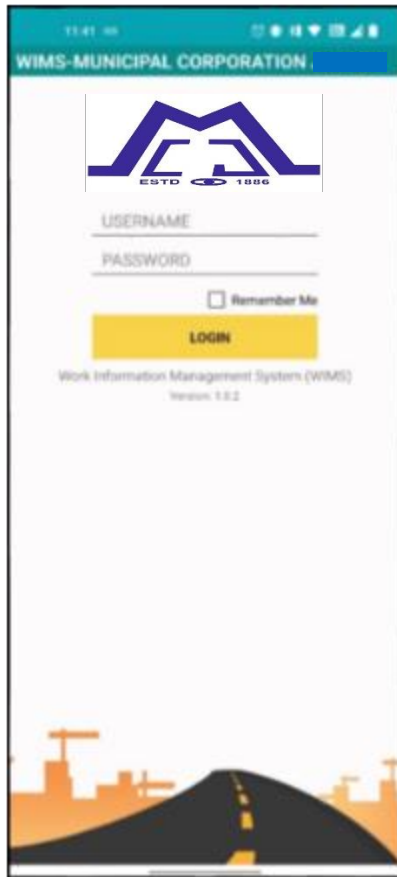 11:41
WIMS-MUNICIPAL CORPORATION
ESTD 1886
USERNAME
PASSWORD
Remember Me
LOGIN
Work Information Management System (WIMS)
Version: 1.0.2